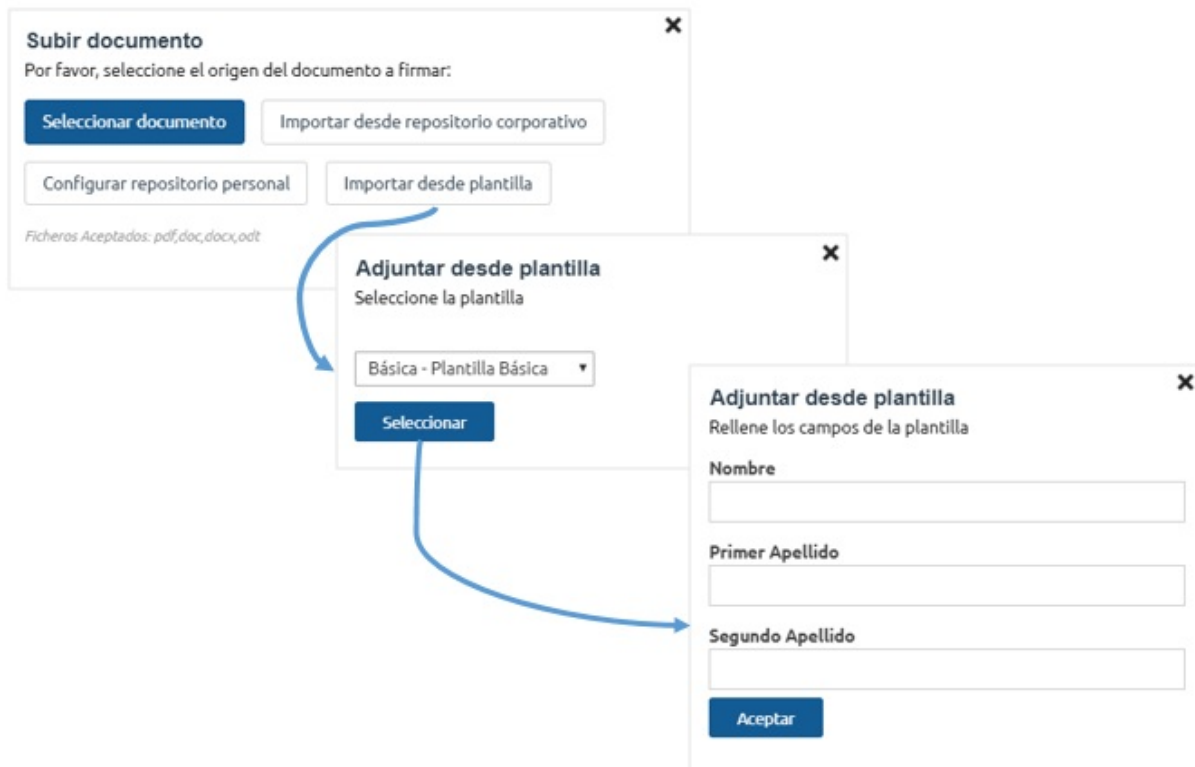 Subir documento
Por favor, seleccione el origen del documento a firmar:
Seleccionar documento
Importar desde repositorio corporativo
Configurar repositorio personal
Importar desde plantilla
Ficheros Aceptados: pdf,doc,docx,odt
Adjuntar desde plantilla
Seleccione la plantilla
Básica - Plantilla Básica
Seleccionar
Adjuntar desde plantilla
Rellene los campos de la plantilla
Nombre
Primer Apellido
Segundo Apellido
Aceptar